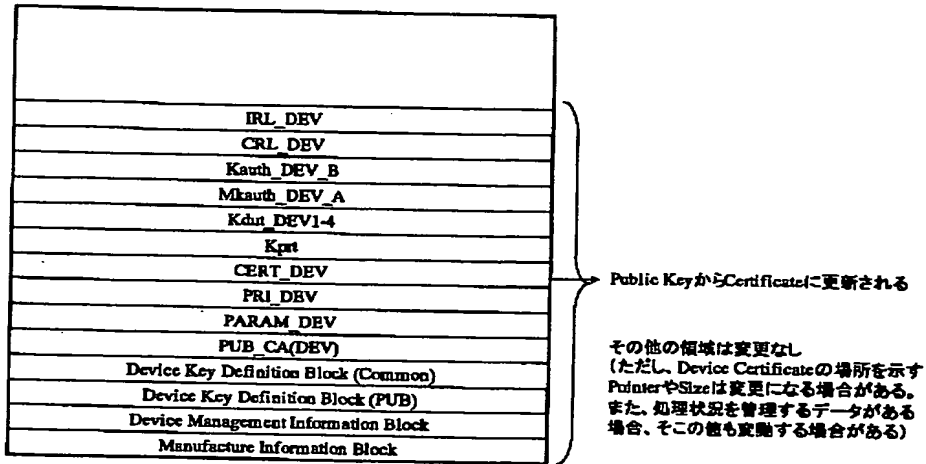 IRL_DEV
CRL_DEV
Kauth_DEV_B
Mkauth_DEV_A
Kdut_DEV1-4
Kprt
CERT_DEV
PRI_DEV
PARAM_DEV
PUB_CA(DEV)
Device Key Definition Block (Common)
Device Key Definition Block (PUB)
Device Management Information Block
Manufacture Information Block
Public KeyからCertificateに更新される
その他の領域は変更なし
(ただし、Device Certificateの場所を示す
PointerやSizeは変更になる場合がある。
また、処理状況を管理するデータがある
場合、そこの値も変動する場合がある)